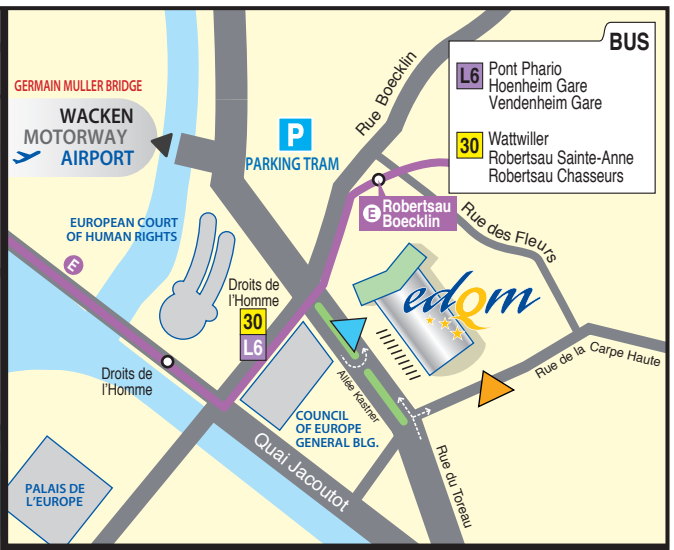 BUS
L6
Pont Phario
Hoenheim Gare
Vendenheim Gare
30
Wattwiller
Robertsau Sainte-Anne
Robertsau Chasseurs
GERMAIN MULLER BRIDGE
WACKEN
MOTORWAY
AIRPORT
P
PARKING TRAM
Rue Boecklin
E
Robertsau
Boecklin
Rue des Fleurs
EUROPEAN COURT
OF HUMAN RIGHTS
E
Droits de
l'Homme
30
L6
edQm
Droits de
l'Homme
Allée Kastner
Rue de la Carpe Haute
COUNCIL
OF EUROPE
GENERAL BLG.
Quai Jacoutot
Rue du Toreau
PALAIS DE
L'EUROPE